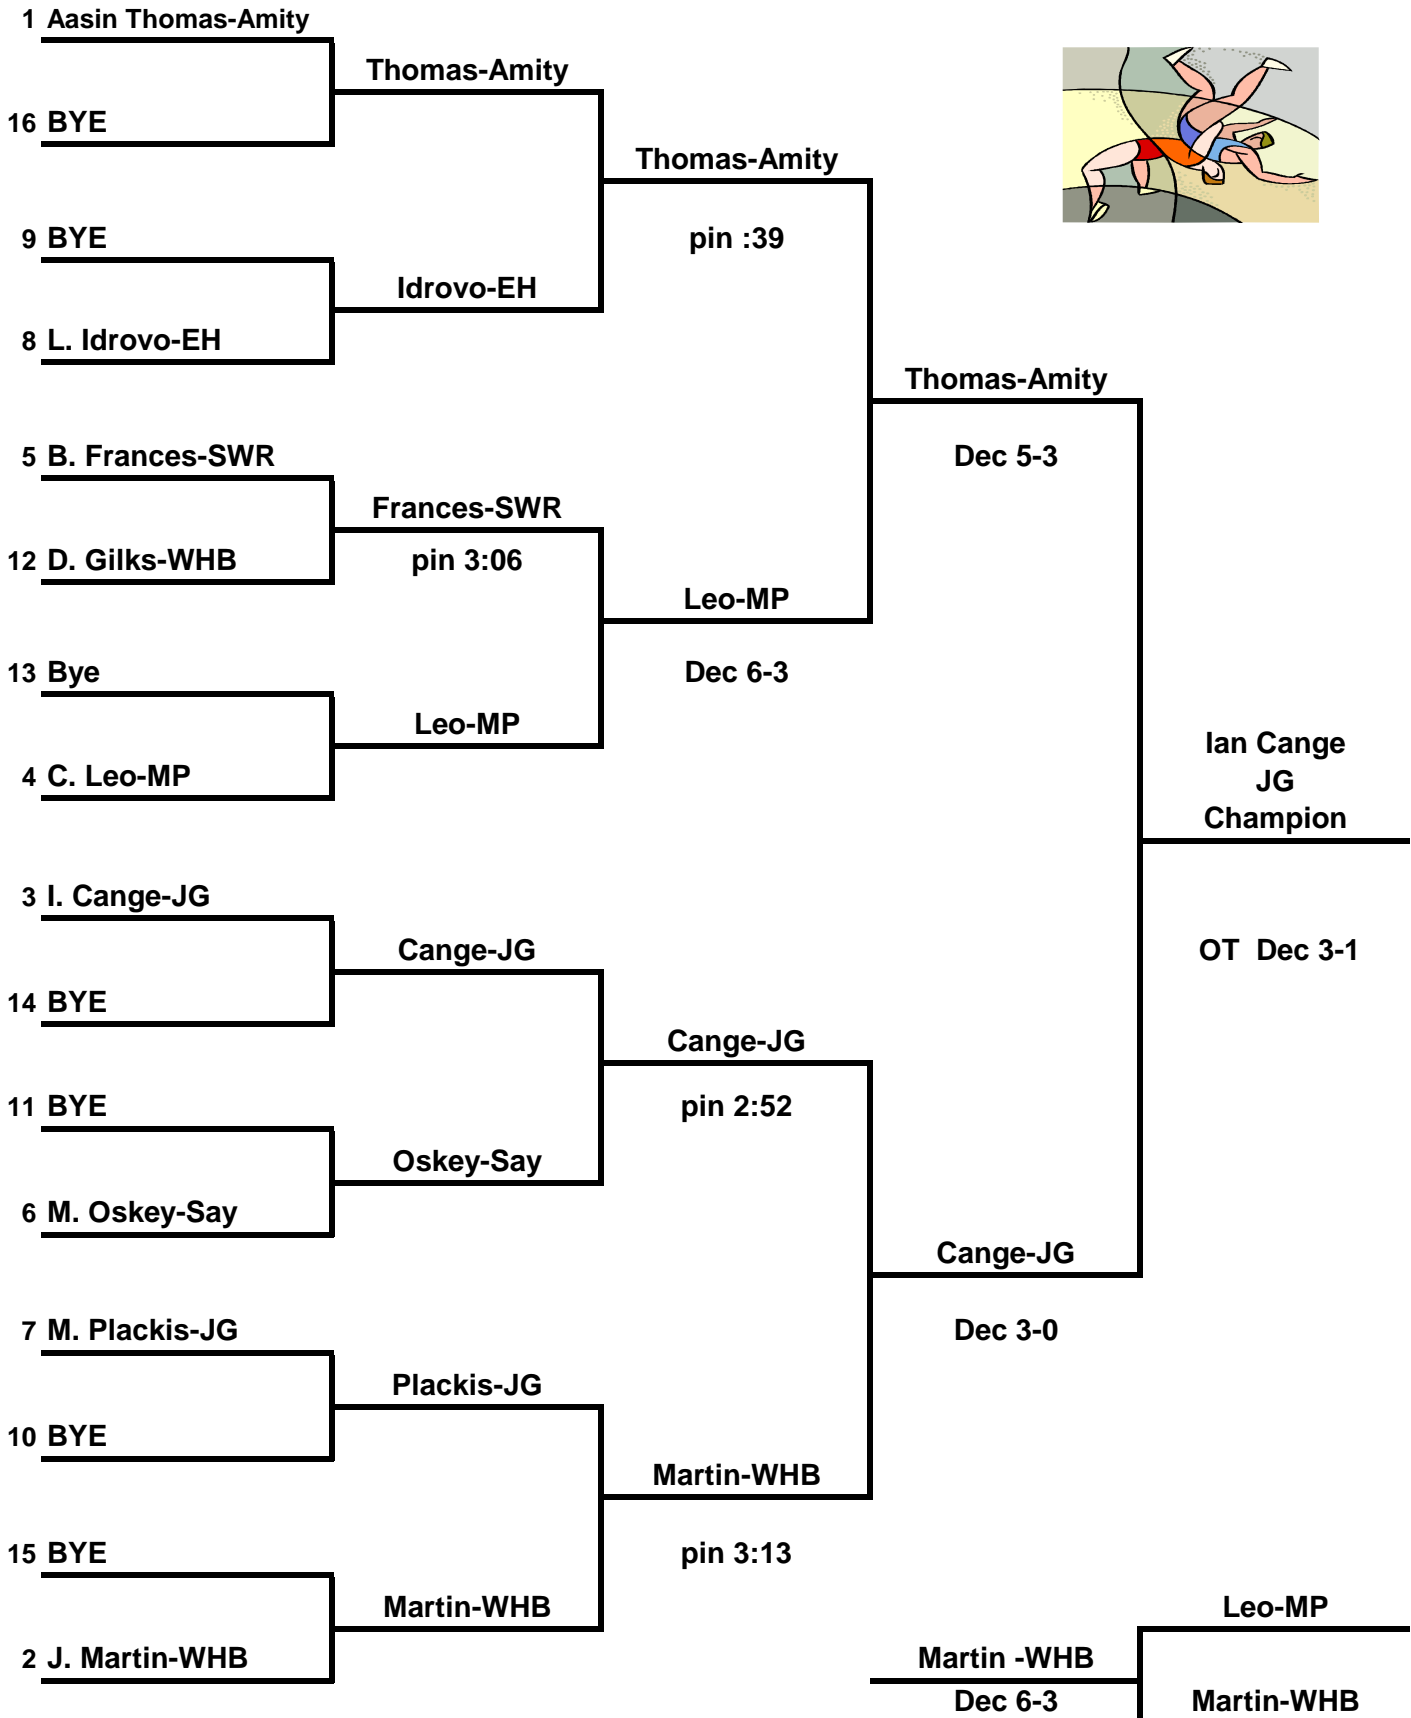 1 Aasin Thomas-Amity
Thomas-Amity
16 BYE
Thomas-Amity
9 BYE
pin :39
Idrovo-EH
8 L. Idrovo-EH
Thomas-Amity
5 B. Frances-SWR
Dec 5-3
Frances-SWR
12 D. Gilks-WHB
pin 3:06
Leo-MP
13 Bye
Dec 6-3
Leo-MP
4 C. Leo-MP
Ian Cange
JG
Champion
3 I. Cange-JG
Cange-JG
OT Dec 3-1
14 BYE
Cange-JG
11 BYE
pin 2:52
Oskey-Say
6 M. Oskey-Say
Cange-JG
7 M. Plackis-JG
Dec 3-0
Plackis-JG
10 BYE
Martin-WHB
15 BYE
pin 3:13
Martin-WHB
Leo-MP
2 J. Martin-WHB
Martin -WHB
Dec 6-3
Martin-WHB